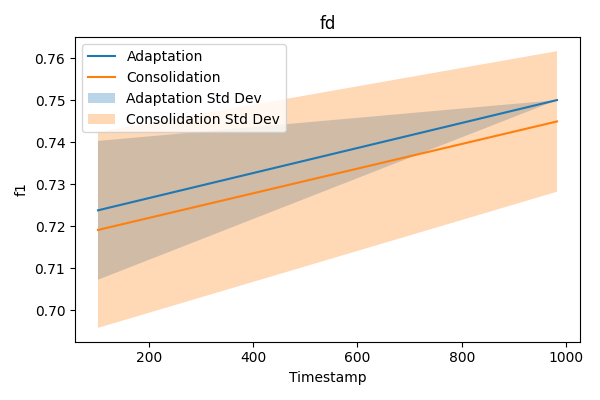 fd
Adaptation
Consolidation
Adaptation Std Dev
Consolidation Std Dev
0.76
0.75
0.74
0.73
0.72
0.71
0.70
f1
200
400
600
800
1000
Timestamp